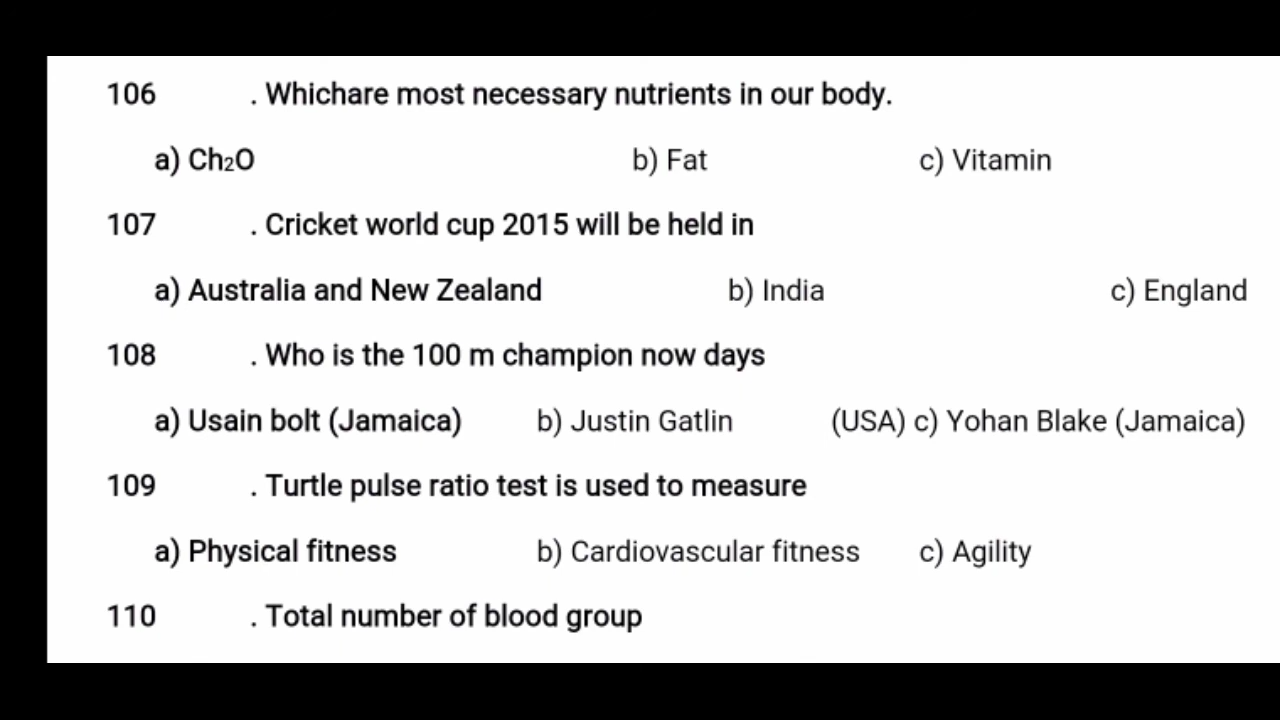 106 . Whichare most necessary nutrients in our body.
a) Ch₂O b) Fat c) Vitamin
107 . Cricket world cup 2015 will be held in
a) Australia and New Zealand b) India c) England
108 . Who is the 100 m champion now days
a) Usain bolt (Jamaica) b) Justin Gatlin (USA) c) Yohan Blake (Jamaica)
109 . Turtle pulse ratio test is used to measure
a) Physical fitness b) Cardiovascular fitness c) Agility
110 . Total number of blood group